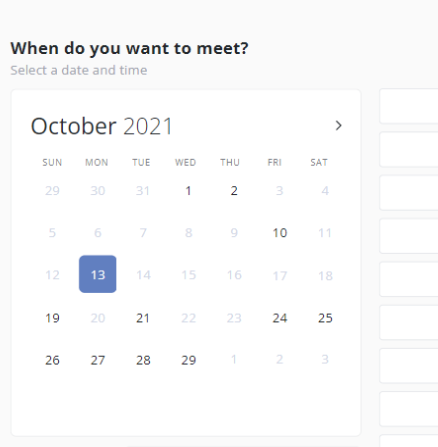 When do you want to meet?
Select a date and time
October 2021
SUN MON TUE WED THU FRI SAT
29 30 31 1 2 3 4
5 6 7 8 9 10 11
12 13 14 15 16 17 18
19 20 21 22 23 24 25
26 27 28 29 1 2 3